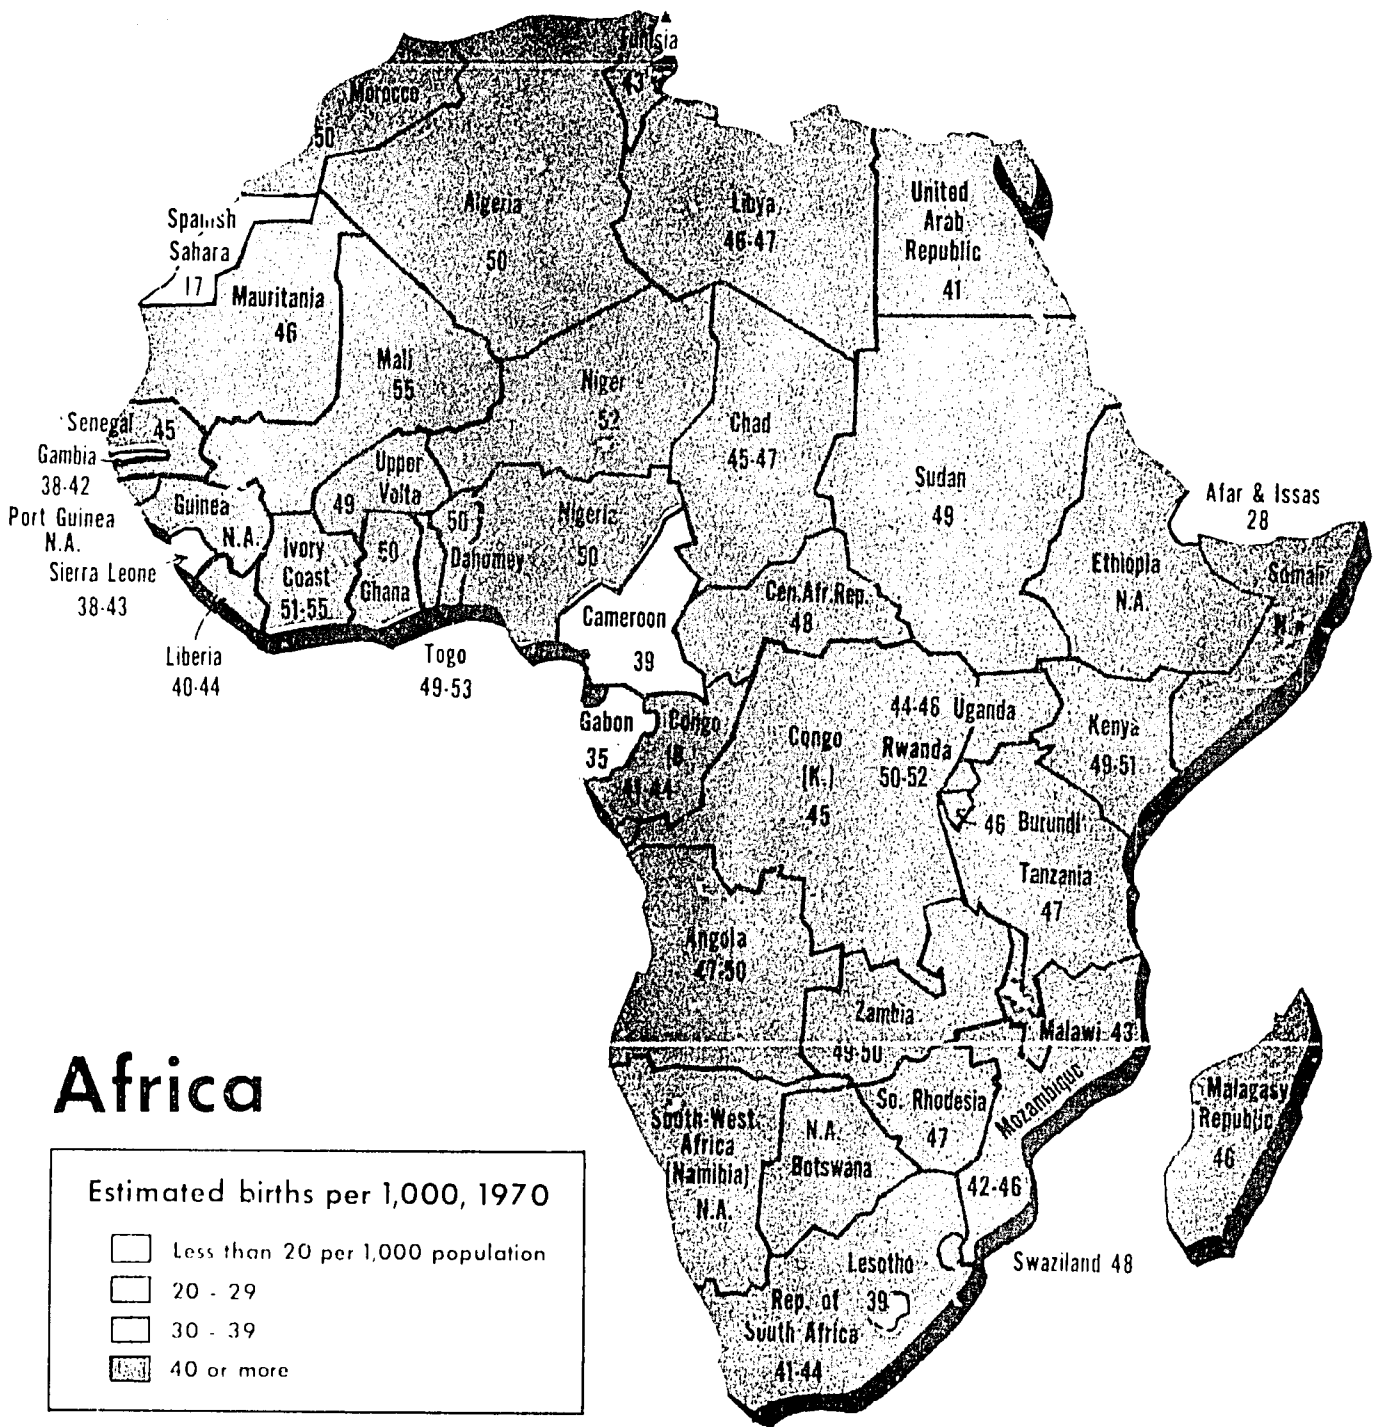 Tunisia
43
Morocco
50
Algeria
50
Libya
46-47
United
Arab
Republic
41
Spanish
Sahara
17
Mauritania
46
Mali
55
Niger
52
Chad
45-47
Sudan
49
Senegal 45
Gambia
38-42
Port Guinea
N.A.
Guinea
N.A.
Sierra Leone
38-43
Liberia
40-44
Ivory
Coast
51-55
Upper
Volta
49
50
Ghana
Togo
49-53
50
Dahomey
Nigeria
50
Afar & Issas
28
Ethiopia
N.A.
Somali
Cen. Afr. Rep.
48
Cameroon
39
Gabon
35
Congo
(B.
41-44
Congo
(K.)
45
44-46 Uganda
Rwanda
50-52
Kenya
49-51
46 Burundi
Tanzania
47
Angola
47-50
Zambia
49-50
Malawi 43
Mozambique
42-46
So. Rhodesia
47
Malagasy
Republic
46
South-West
Africa
(Namibia)
N.A.
N.A.
Botswana
Swaziland 48
Lesotho
39
Rep. of
South Africa
41-44
Africa
Estimated births per 1,000, 1970
Less than 20 per 1,000 population
20 - 29
30 - 39
40 or more